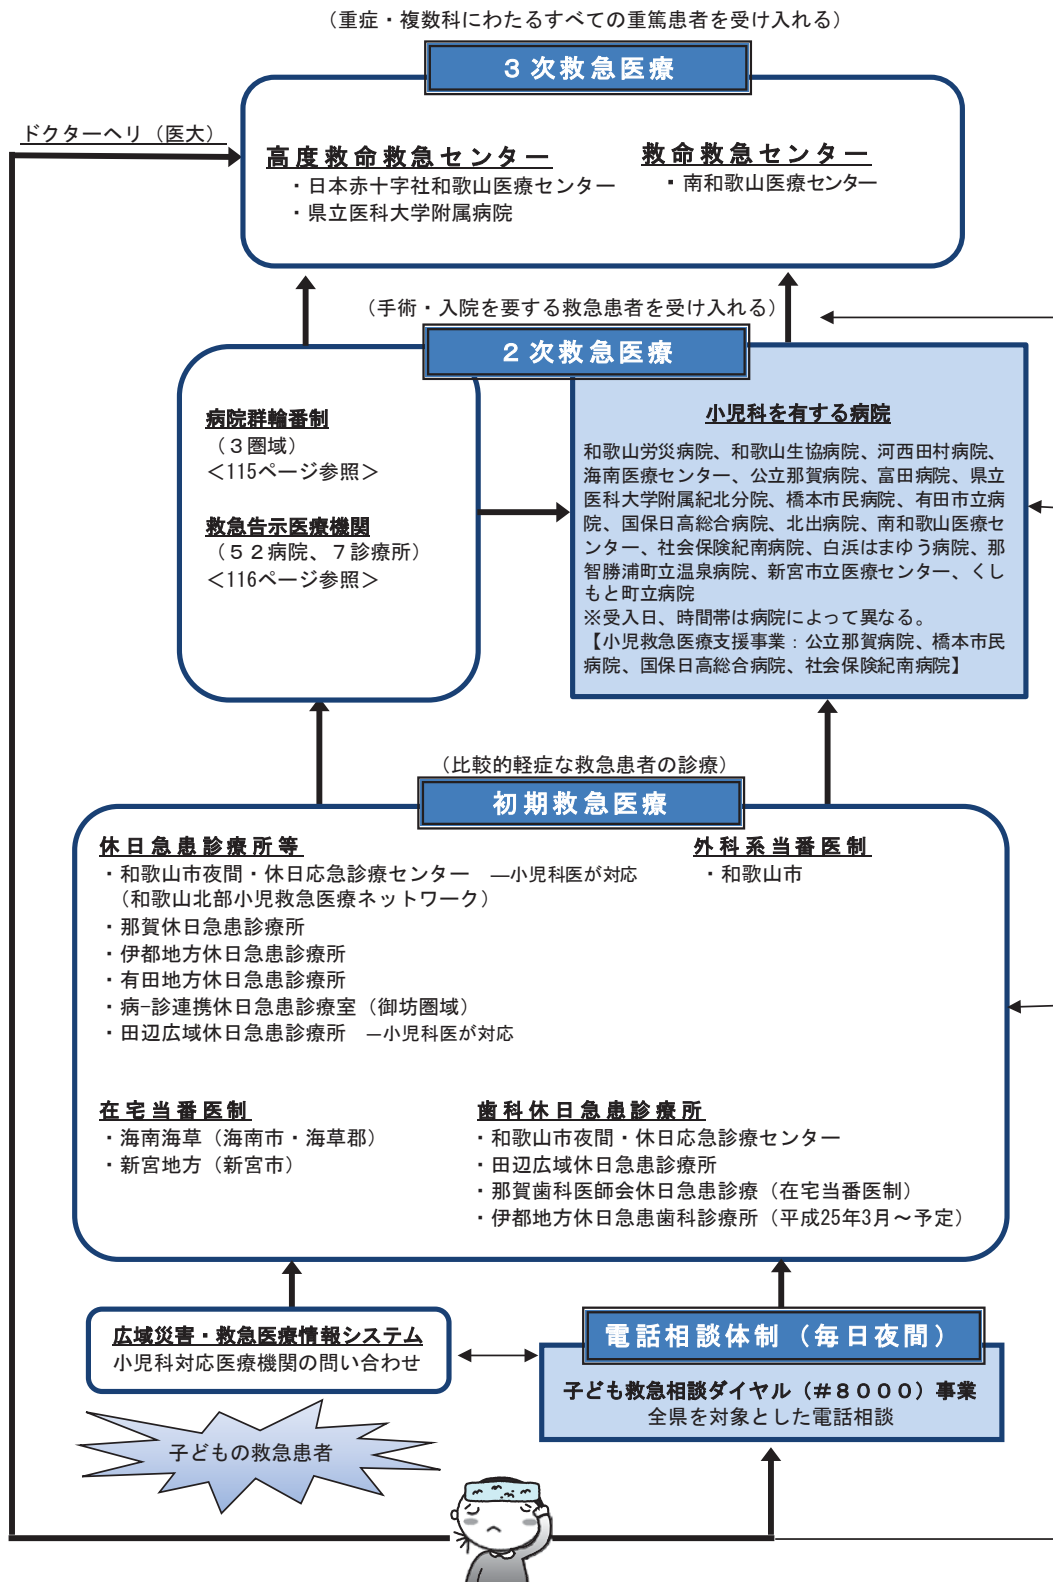 （重症・複数科にわたるすべての重篤患者を受け入れる）
３次救急医療
ドクターヘリ（医大）
高度救命救急センター
・日本赤十字社和歌山医療センター
・県立医科大学附属病院
救命救急センター
・南和歌山医療センター
（手術・入院を要する救急患者を受け入れる）
２次救急医療
病院群輪番制
（３圏域）
＜115ページ参照＞
救急告示医療機関
（５２病院、７診療所）
＜116ページ参照＞
小児科を有する病院
和歌山労災病院、和歌山生協病院、河西田村病院、
海南医療センター、公立那賀病院、富田病院、県立
医科大学附属紀北分院、橋本市民病院、有田市立病
院、国保日高総合病院、北出病院、南和歌山医療セ
ンター、社会保険紀南病院、白浜はまゆう病院、那
智勝浦町立温泉病院、新宮市立医療センター、くし
もと町立病院
※受入日、時間帯は病院によって異なる。
【小児救急医療支援事業：公立那賀病院、橋本市民
病院、国保日高総合病院、社会保険紀南病院】
（比較的軽症な救急患者の診療）
初期救急医療
休日急患診療所等
・和歌山市夜間・休日応急診療センター　―小児科医が対応
（和歌山北部小児救急医療ネットワーク）
・那賀休日急患診療所
・伊都地方休日急患診療所
・有田地方休日急患診療所
・病−診連携休日急患診療室（御坊圏域）
・田辺広域休日急患診療所　―小児科医が対応
外科系当番医制
・和歌山市
在宅当番医制
・海南海草（海南市・海草郡）
・新宮地方（新宮市）
歯科休日急患診療所
・和歌山市夜間・休日応急診療センター
・田辺広域休日急患診療所
・那賀歯科医師会休日急患診療（在宅当番医制）
・伊都地方休日急患歯科診療所（平成25年3月～予定）
広域災害・救急医療情報システム
小児科対応医療機関の問い合わせ
電話相談体制（毎日夜間）
子ども救急相談ダイヤル（＃８０００）事業
全県を対象とした電話相談
子どもの救急患者